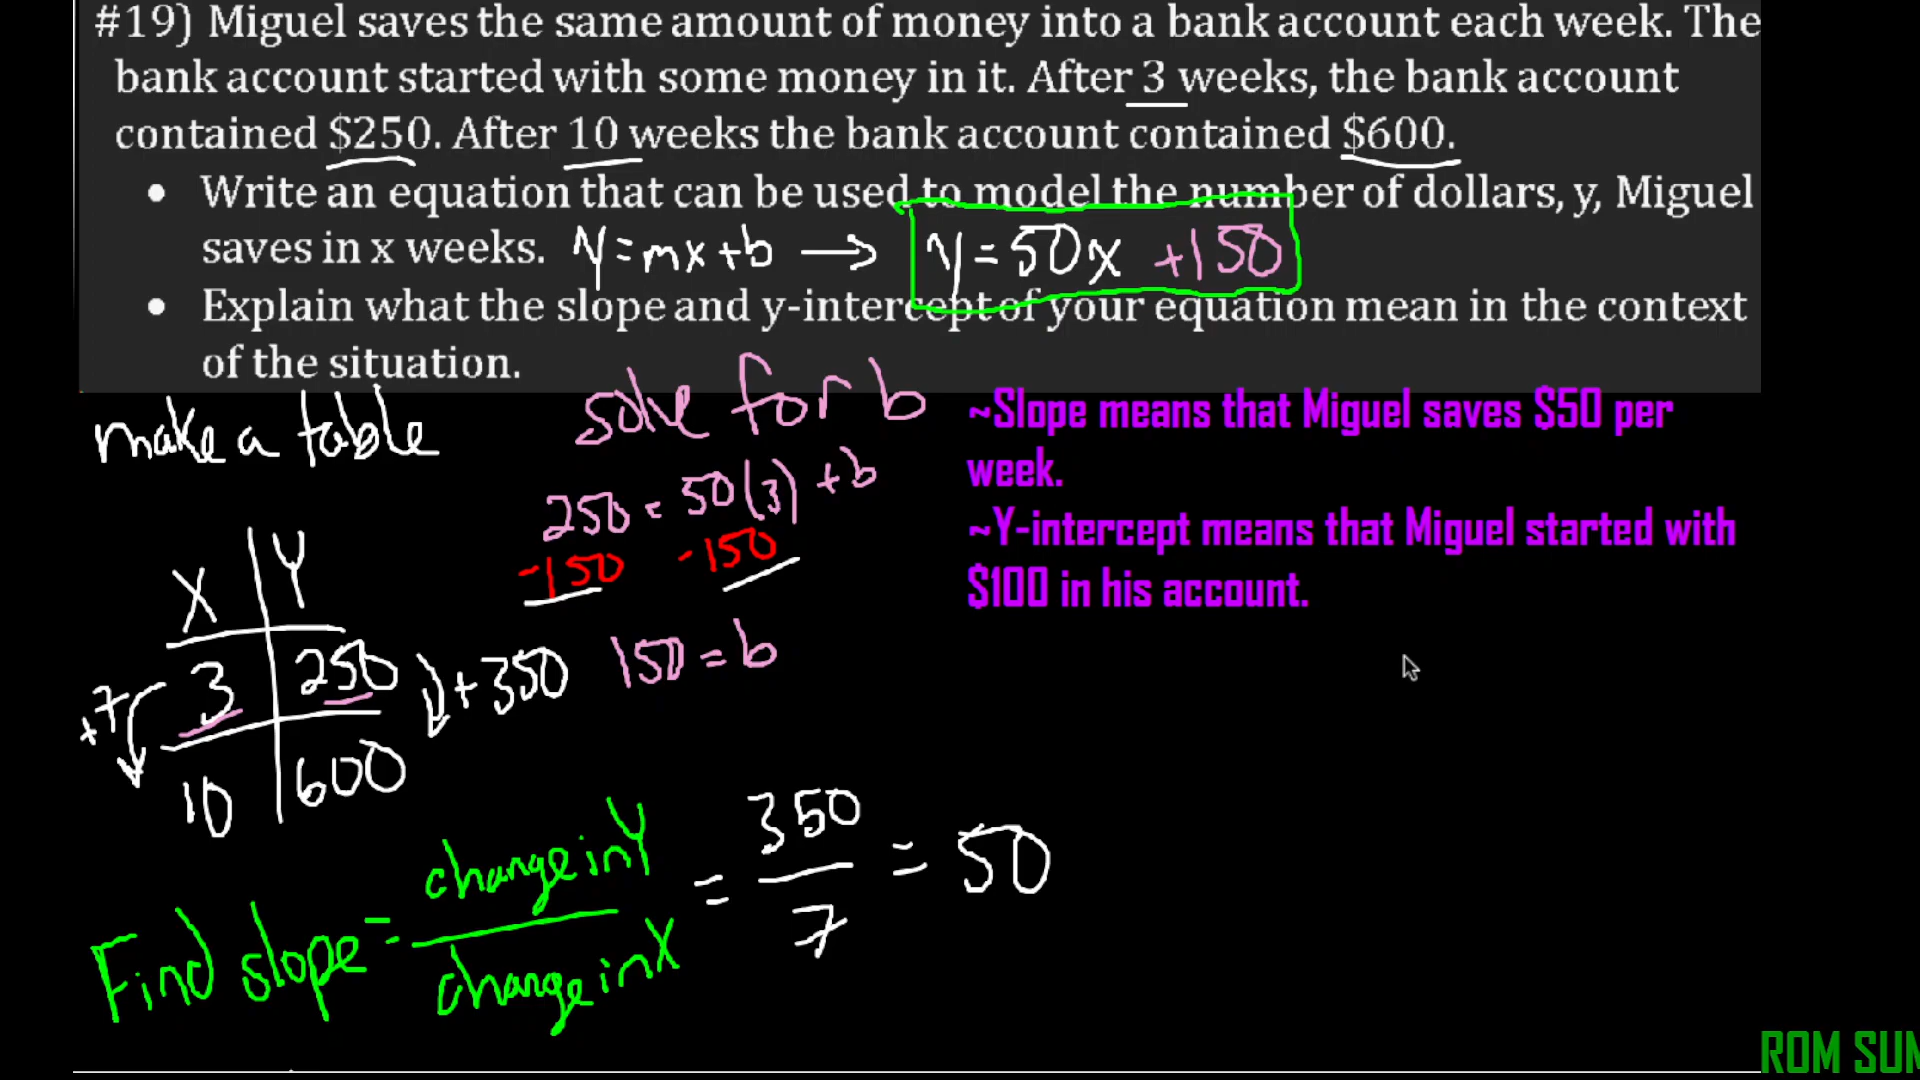 #19) Miguel saves the same amount of money into a bank account each week. The
bank account started with some money in it. After 3 weeks, the bank account
contained $250. After 10 weeks the bank account contained $600.
• Write an equation that can be used to model the number of dollars, y, Miguel
saves in x weeks. Y=mx+b → y=50x +150
• Explain what the slope and y-intercept of your equation mean in the context
of the situation.
make a table
solve for b
250 = 50(3) +b
-150 -150
150 = b
X Y
3 250
10 600
+7
+350
Find slope = change in Y / change in X = 350/7 = 50
~Slope means that Miguel saves $50 per
week.
~Y-intercept means that Miguel started with
$100 in his account.
ROM SUM